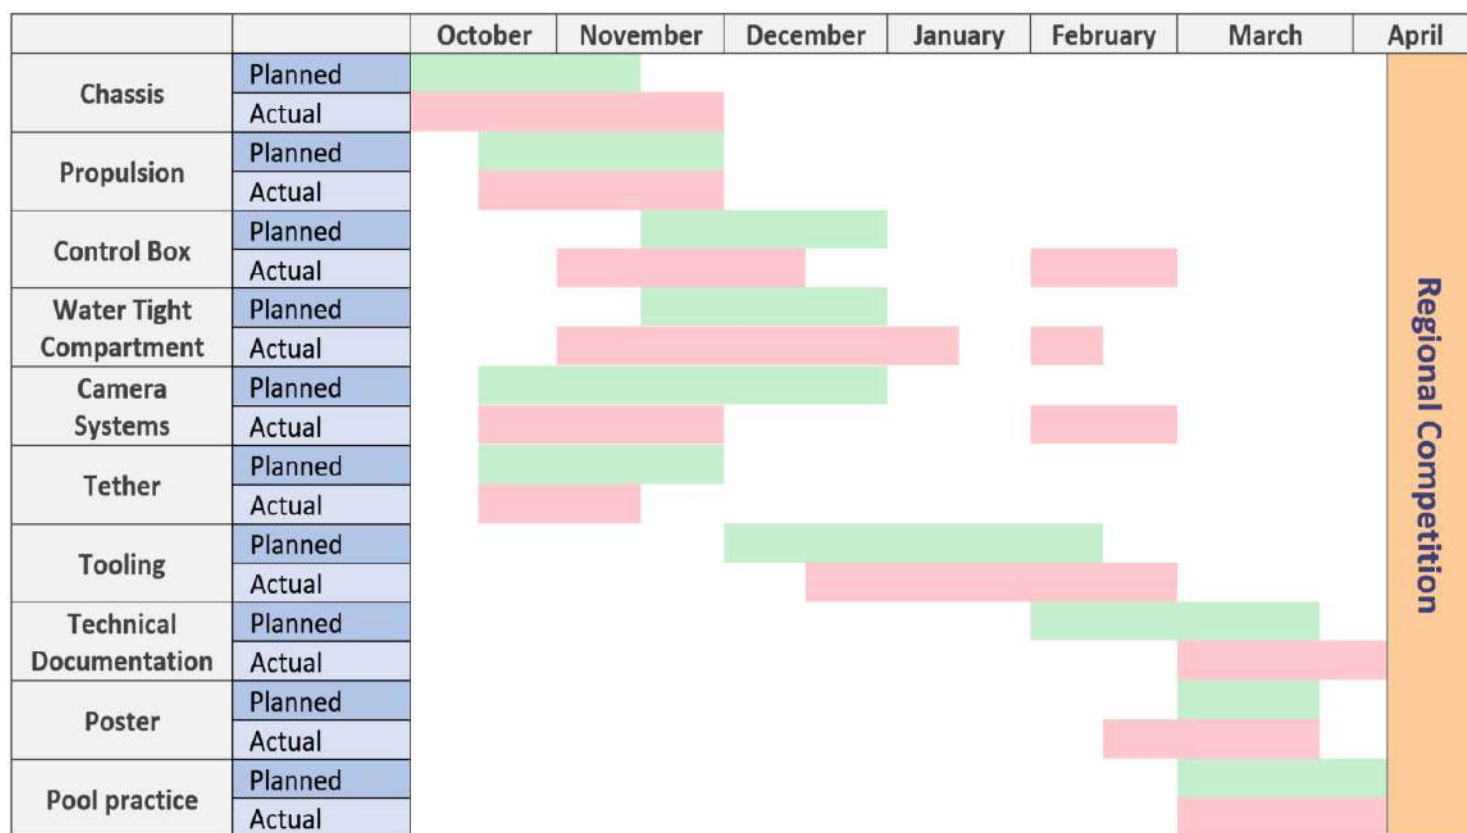 October November December January February March April
Chassis
Planned
Actual
Propulsion
Planned
Actual
Control Box
Planned
Actual
Water Tight
Compartment
Planned
Actual
Camera
Systems
Planned
Actual
Tether
Planned
Actual
Tooling
Planned
Actual
Technical
Documentation
Planned
Actual
Poster
Planned
Actual
Pool practice
Planned
Actual
Regional Competition